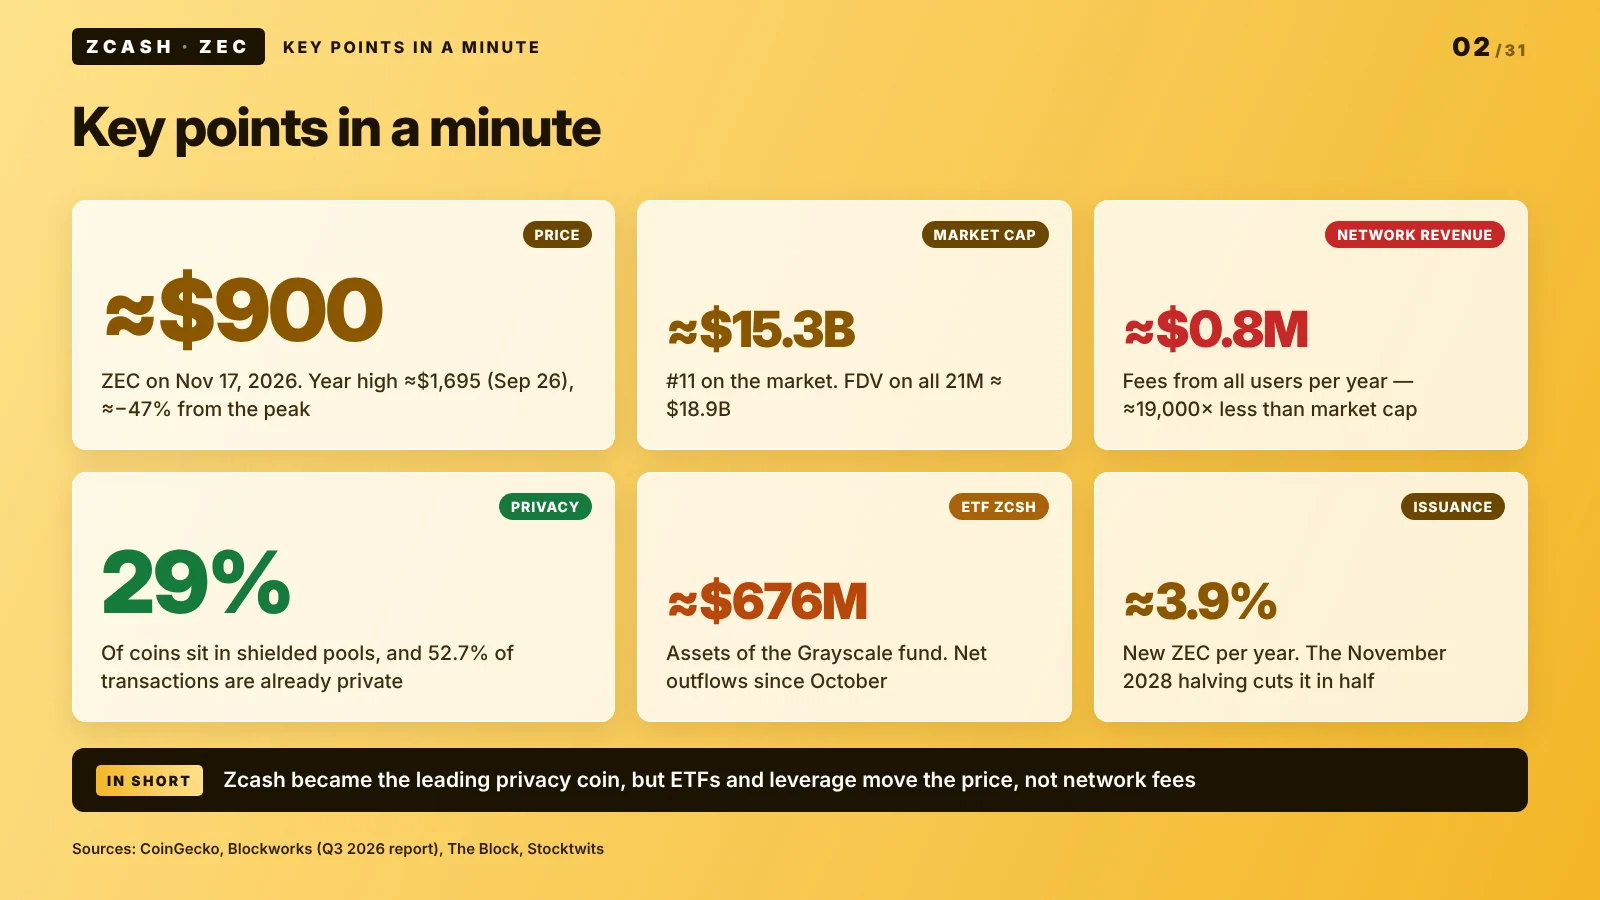 ZCASH · ZEC
KEY POINTS IN A MINUTE
02 / 31
Key points in a minute
PRICE
≈$900
ZEC on Nov 17, 2026. Year high ≈$1,695 (Sep 26),
≈−47% from the peak
MARKET CAP
≈$15.3B
#11 on the market. FDV on all 21M ≈
$18.9B
NETWORK REVENUE
≈$0.8M
Fees from all users per year —
≈19,000× less than market cap
PRIVACY
29%
Of coins sit in shielded pools, and 52.7% of
transactions are already private
ETF ZCSH
≈$676M
Assets of the Grayscale fund. Net
outflows since October
ISSUANCE
≈3.9%
New ZEC per year. The November
2028 halving cuts it in half
IN SHORT
Zcash became the leading privacy coin, but ETFs and leverage move the price, not network fees
Sources: CoinGecko, Blockworks (Q3 2026 report), The Block, Stocktwits